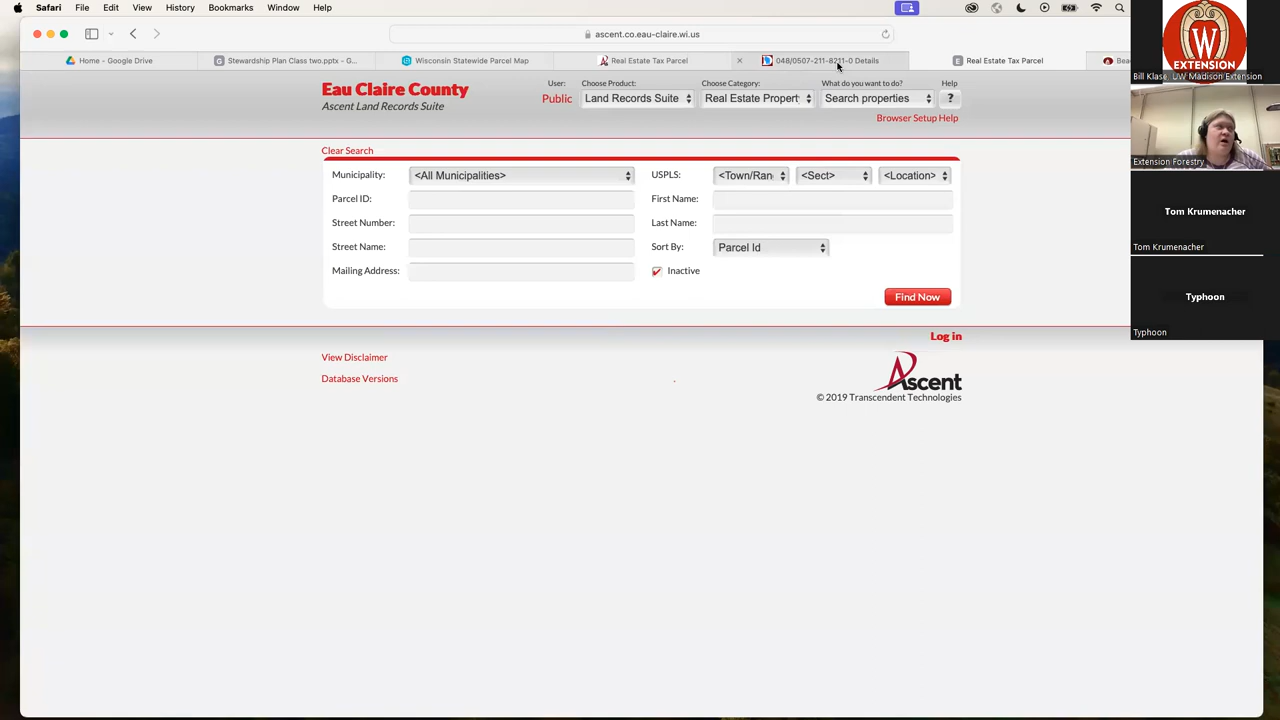 Safari File Edit View History Bookmarks Window Help
ascent.co.eau-claire.wi.us
Home - Google Drive
Stewardship Plan Class two.pptx - G...
Wisconsin Statewide Parcel Map
Real Estate Tax Parcel
048/0507-211-8211-0 Details
Real Estate Tax Parcel
Eau Claire County
Ascent Land Records Suite
User:
Public
Choose Product:
Land Records Suite
Choose Category:
Real Estate Property
What do you want to do?
Search properties
Help
?
Browser Setup Help
Clear Search
Municipality: <All Municipalities>
Parcel ID:
Street Number:
Street Name:
Mailing Address:
USPLS: <Town/Ran <Sect> <Location>
First Name:
Last Name:
Sort By: Parcel Id
Inactive
Find Now
Log in
View Disclaimer
Database Versions
Ascent
© 2019 Transcendent Technologies
W
EXTENSION
Bill Klase, UW Madison Extension
Extension Forestry
Tom Krumenacher
Tom Krumenacher
Typhoon
Typhoon